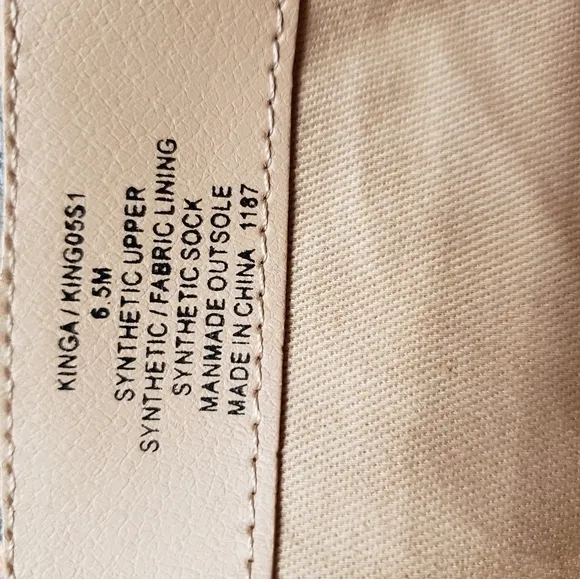 KINGA / KING05S1
6.5M
SYNTHETIC UPPER
SYNTHETIC / FABRIC LINING
SYNTHETIC SOCK
MANMADE OUTSOLE
MADE IN CHINA 1187